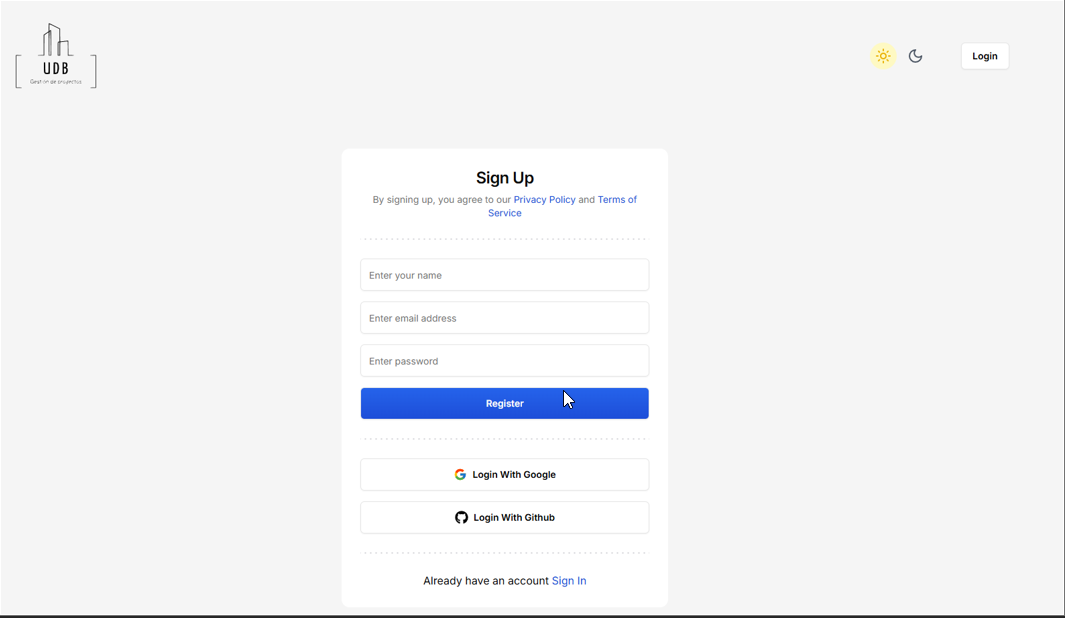 UDB
Gestión de proyectos
Login
Sign Up
By signing up, you agree to our Privacy Policy and Terms of
Service
Enter your name
Enter email address
Enter password
Register
Login With Google
Login With Github
Already have an account Sign In